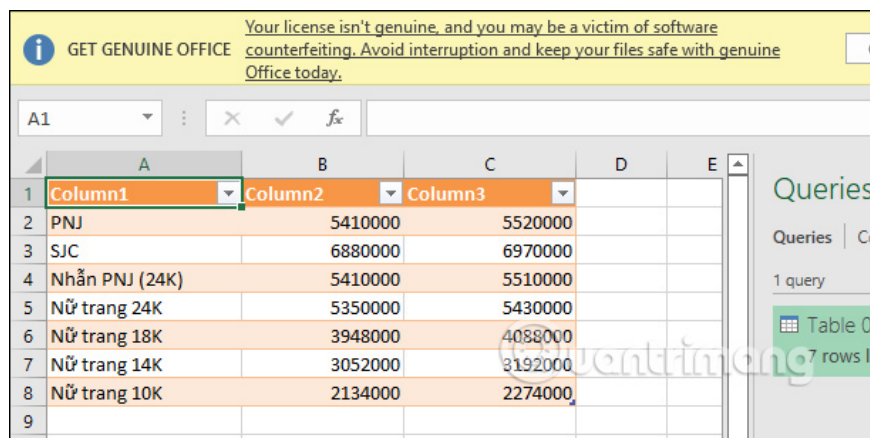 Your license isn't genuine, and you may be a victim of software
GET GENUINE OFFICE counterfeiting. Avoid interruption and keep your files safe with genuine
Office today.
A1 fx
A B C D E
1 Column1 Column2 Column3
2 PNJ 5410000 5520000
3 SJC 6880000 6970000
4 Nhẫn PNJ (24K) 5410000 5510000
5 Nữ trang 24K 5350000 5430000
6 Nữ trang 18K 3948000 4088000
7 Nữ trang 14K 3052000 3192000
8 Nữ trang 10K 2134000 2274000
9
Queries
Queries
1 query
Table 0
7 rows l
uantrimang